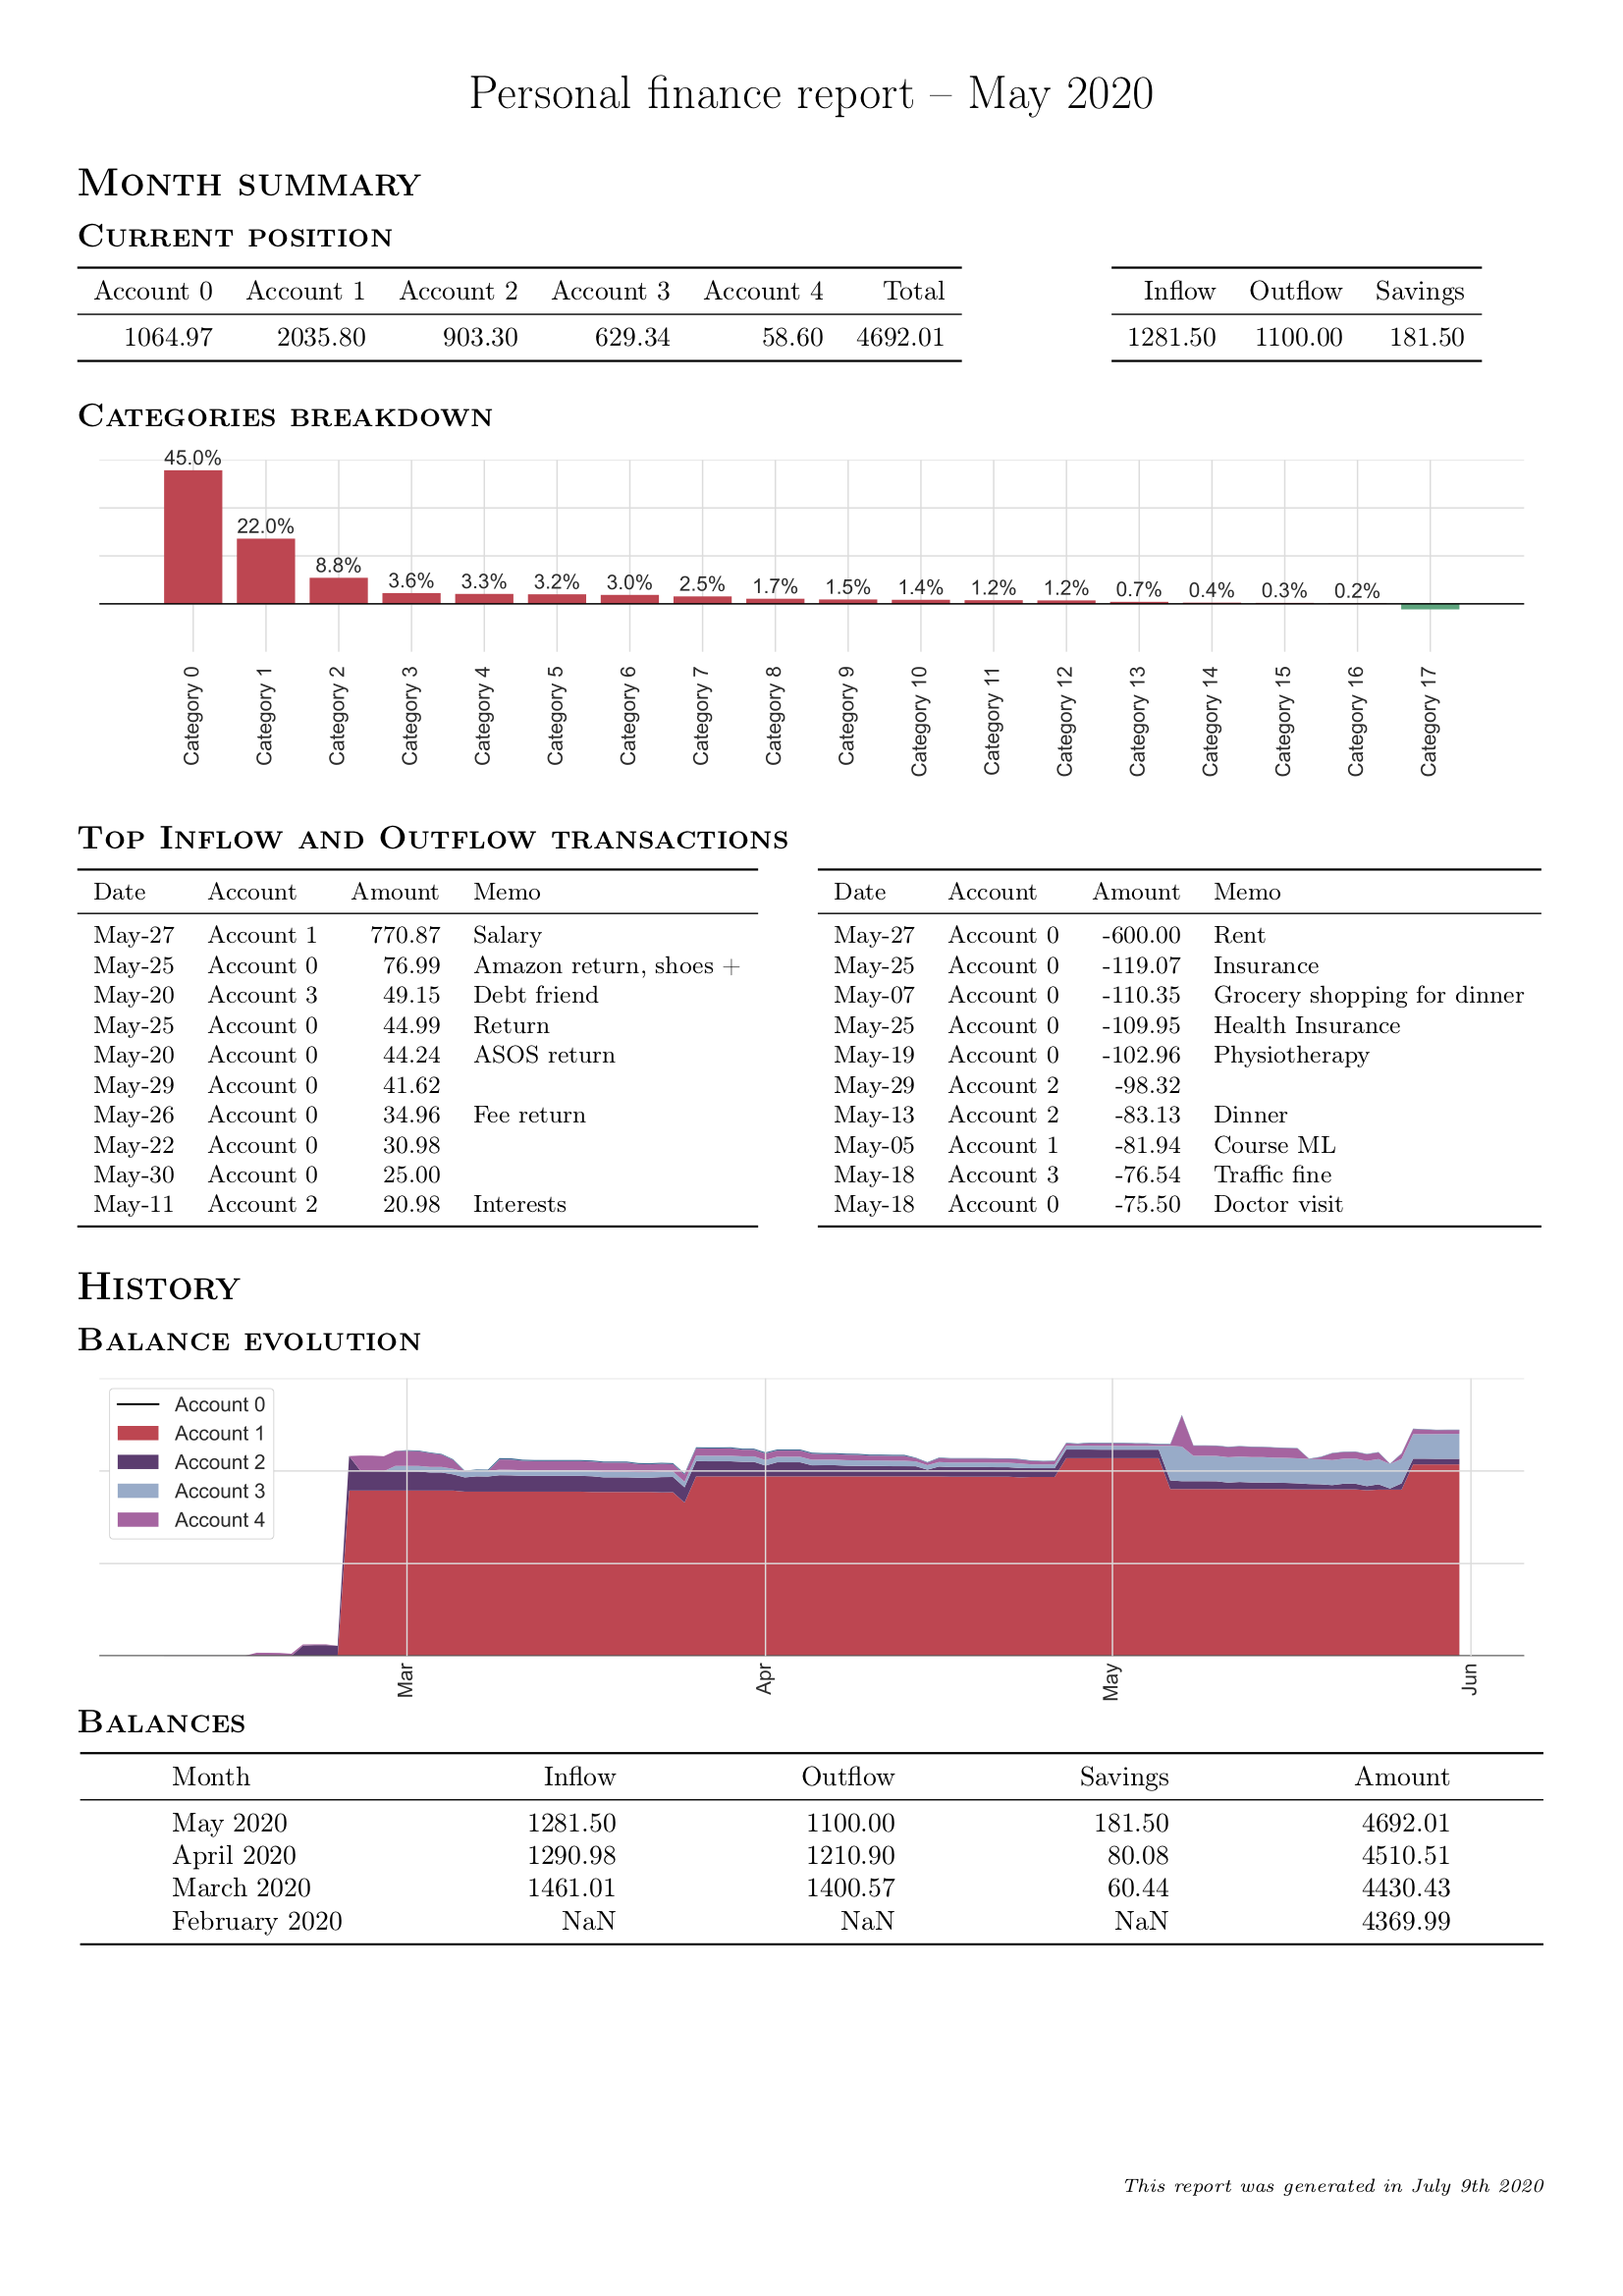 Personal finance report – May 2020
Month summary
Current position
Account 0 Account 1 Account 2 Account 3 Account 4 Total
1064.97 2035.80 903.30 629.34 58.60 4692.01
Inflow Outflow Savings
1281.50 1100.00 181.50
Categories breakdown
45.0% 22.0% 8.8% 3.6% 3.3% 3.2% 3.0% 2.5% 1.7% 1.5% 1.4% 1.2% 1.2% 0.7% 0.4% 0.3% 0.2%
Category 0 Category 1 Category 2 Category 3 Category 4 Category 5 Category 6 Category 7 Category 8 Category 9 Category 10 Category 11 Category 12 Category 13 Category 14 Category 15 Category 16 Category 17
Top Inflow and Outflow transactions
Date Account Amount Memo
May-27 Account 1 770.87 Salary
May-25 Account 0 76.99 Amazon return, shoes +
May-20 Account 3 49.15 Debt friend
May-25 Account 0 44.99 Return
May-20 Account 0 44.24 ASOS return
May-29 Account 0 41.62
May-26 Account 0 34.96 Fee return
May-22 Account 0 30.98
May-30 Account 0 25.00
May-11 Account 2 20.98 Interests
Date Account Amount Memo
May-27 Account 0 -600.00 Rent
May-25 Account 0 -119.07 Insurance
May-07 Account 0 -110.35 Grocery shopping for dinner
May-25 Account 0 -109.95 Health Insurance
May-19 Account 0 -102.96 Physiotherapy
May-29 Account 2 -98.32
May-13 Account 2 -83.13 Dinner
May-05 Account 1 -81.94 Course ML
May-18 Account 3 -76.54 Traffic fine
May-18 Account 0 -75.50 Doctor visit
History
Balance evolution
Account 0
Account 1
Account 2
Account 3
Account 4
Mar Apr May Jun
Balances
Month Inflow Outflow Savings Amount
May 2020 1281.50 1100.00 181.50 4692.01
April 2020 1290.98 1210.90 80.08 4510.51
March 2020 1461.01 1400.57 60.44 4430.43
February 2020 NaN NaN NaN 4369.99
This report was generated in July 9th 2020